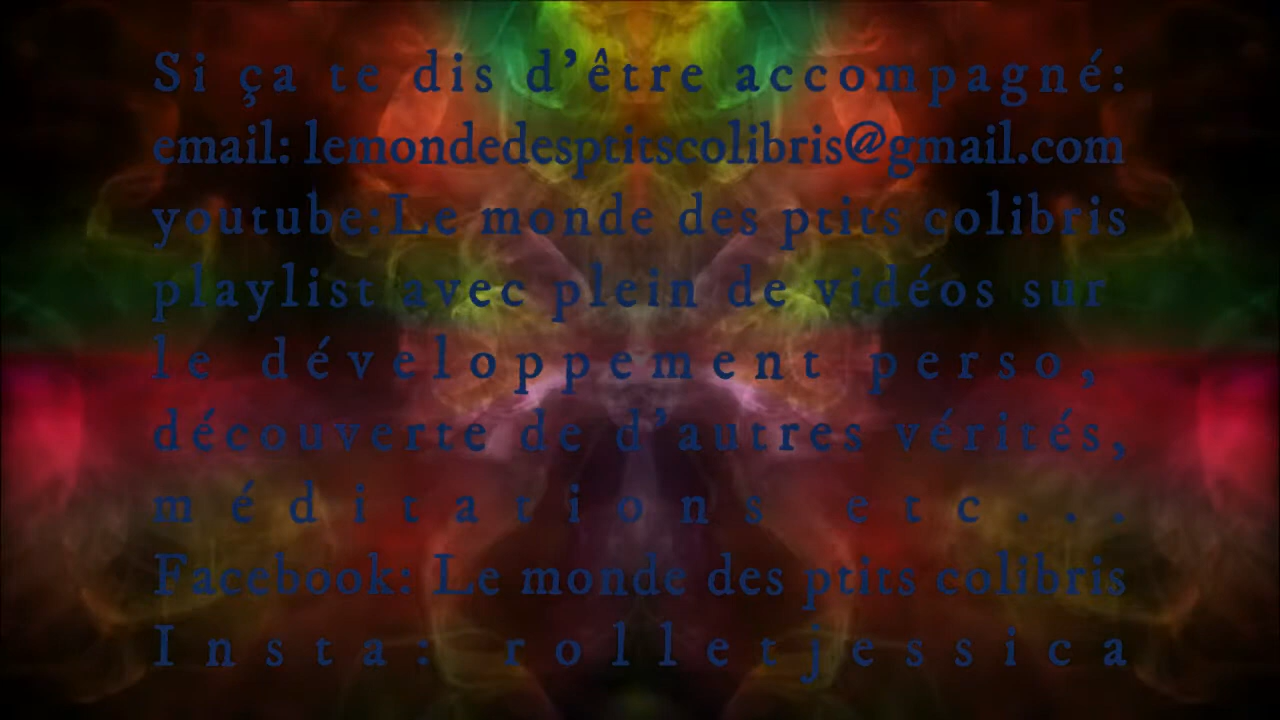 Si ça te dis d'être accompagné:
email: lemondedesptitscolibris@gmail.com
youtube:Le monde des ptits colibris
playlist avec plein de vidéos sur
le développement perso,
découverte de d'autres vérités,
méditations etc...
Facebook: Le monde des ptits colibris
Insta: rolletjessica